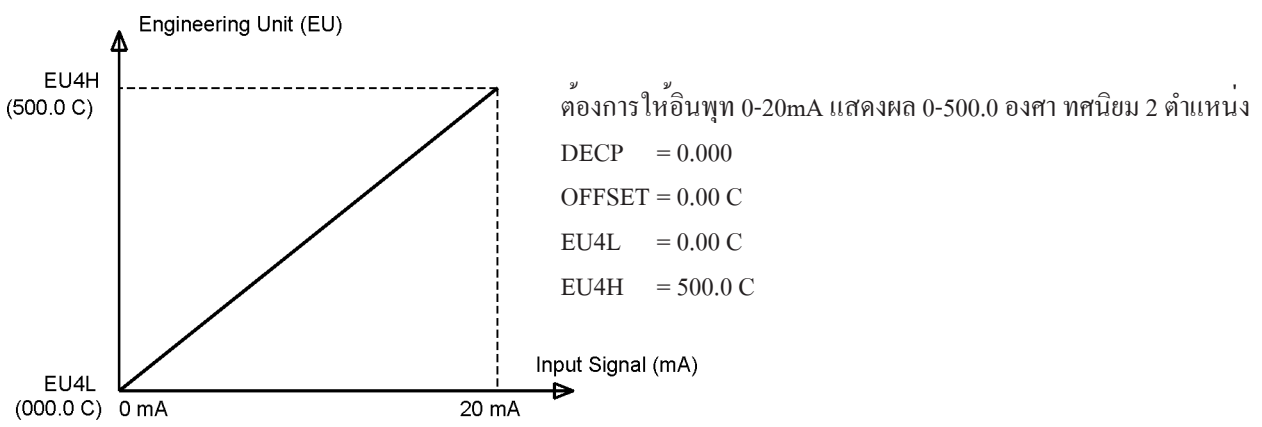 Engineering Unit (EU)
EU4H
(500.0 C)
ต้องการให้อินพุท 0-20mA แสดงผล 0-500.0 องศา ทศนิยม 2 ตำแหน่ง
DECP = 0.000
OFFSET = 0.00 C
EU4L = 0.00 C
EU4H = 500.0 C
Input Signal (mA)
EU4L
(000.0 C)
0 mA
20 mA